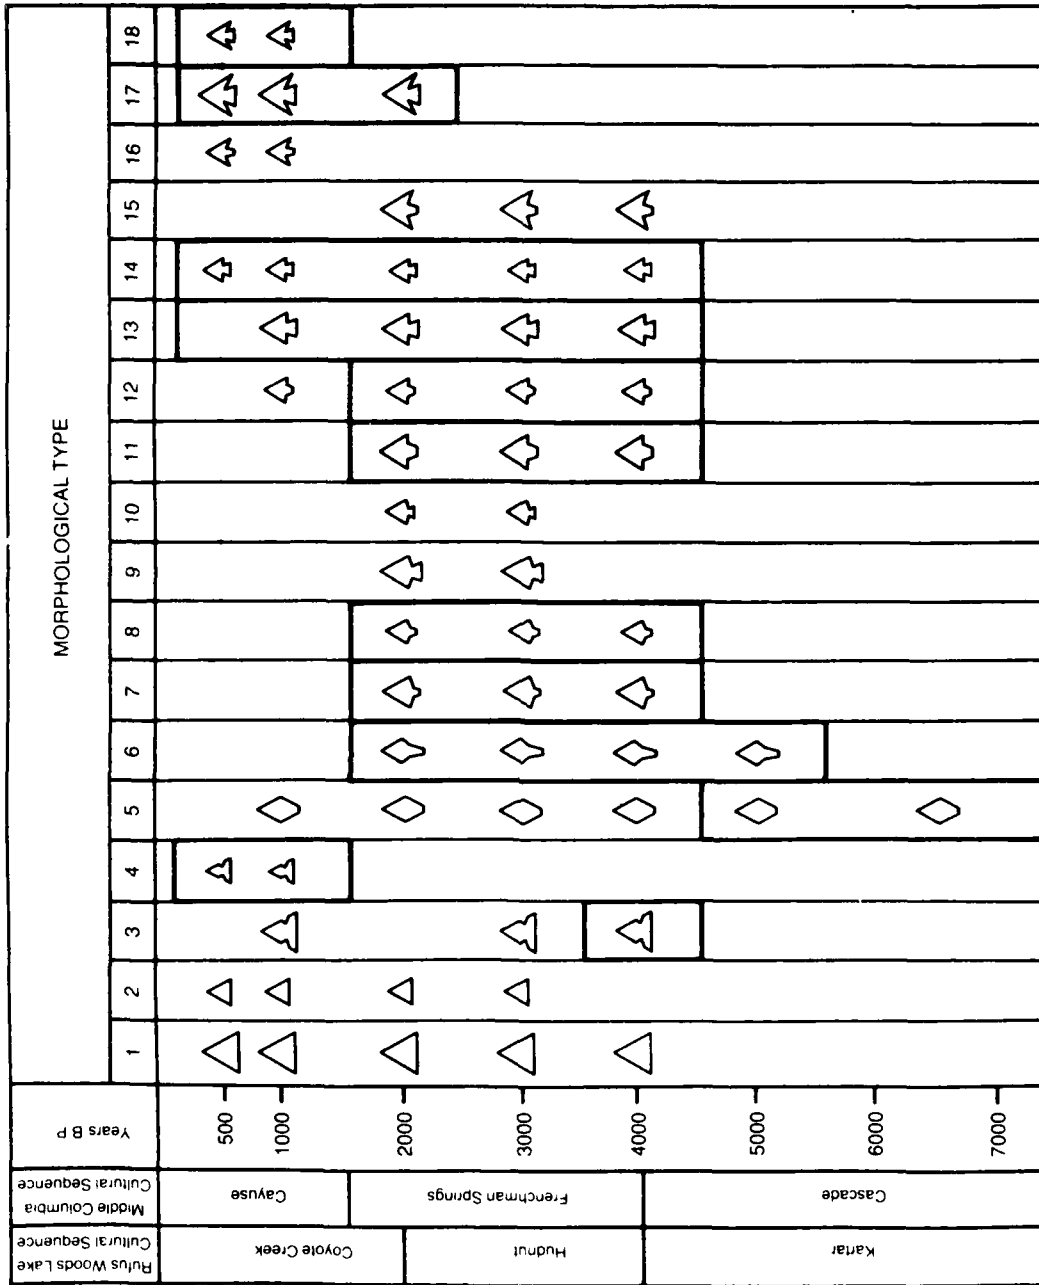 MORPHOLOGICAL TYPE
1 2 3 4 5 6 7 8 9 10 11 12 13 14 15 16 17 18
Rufus Woods Lake
Cultural Sequence
Middle Columbia
Cultural Sequence
Years B P
Coyote Creek
Hudnut
Kartar
Cayuse
Frenchman Springs
Cascade
500
1000
2000
3000
4000
5000
6000
7000